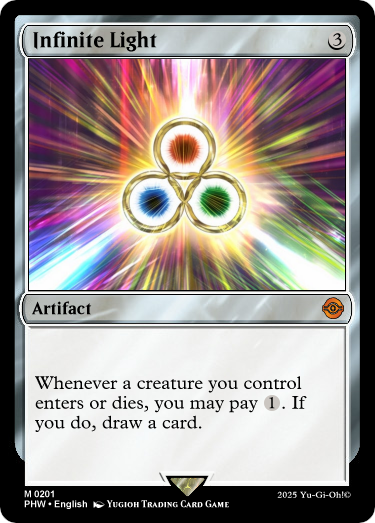 Infinite Light 3
Artifact
Whenever a creature you control
enters or dies, you may pay 1. If
you do, draw a card.
M 0201
PHW • English Yugioh Trading Card Game
2025 Yu-Gi-Oh!©